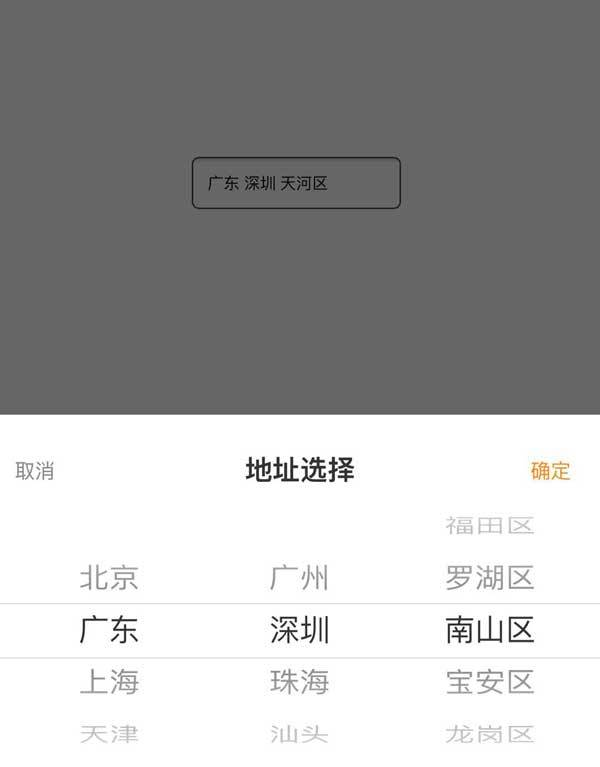 广东 深圳 天河区
取消 地址选择 确定
福田区
北京 广州 罗湖区
广东 深圳 南山区
上海 珠海 宝安区
天津 汕头 龙岗区